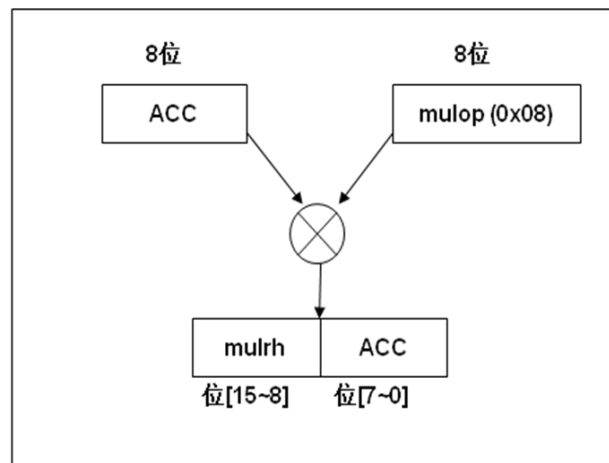 8位 8位
ACC mulop (0x08)
mulrh ACC
位[15~8] 位[7~0]